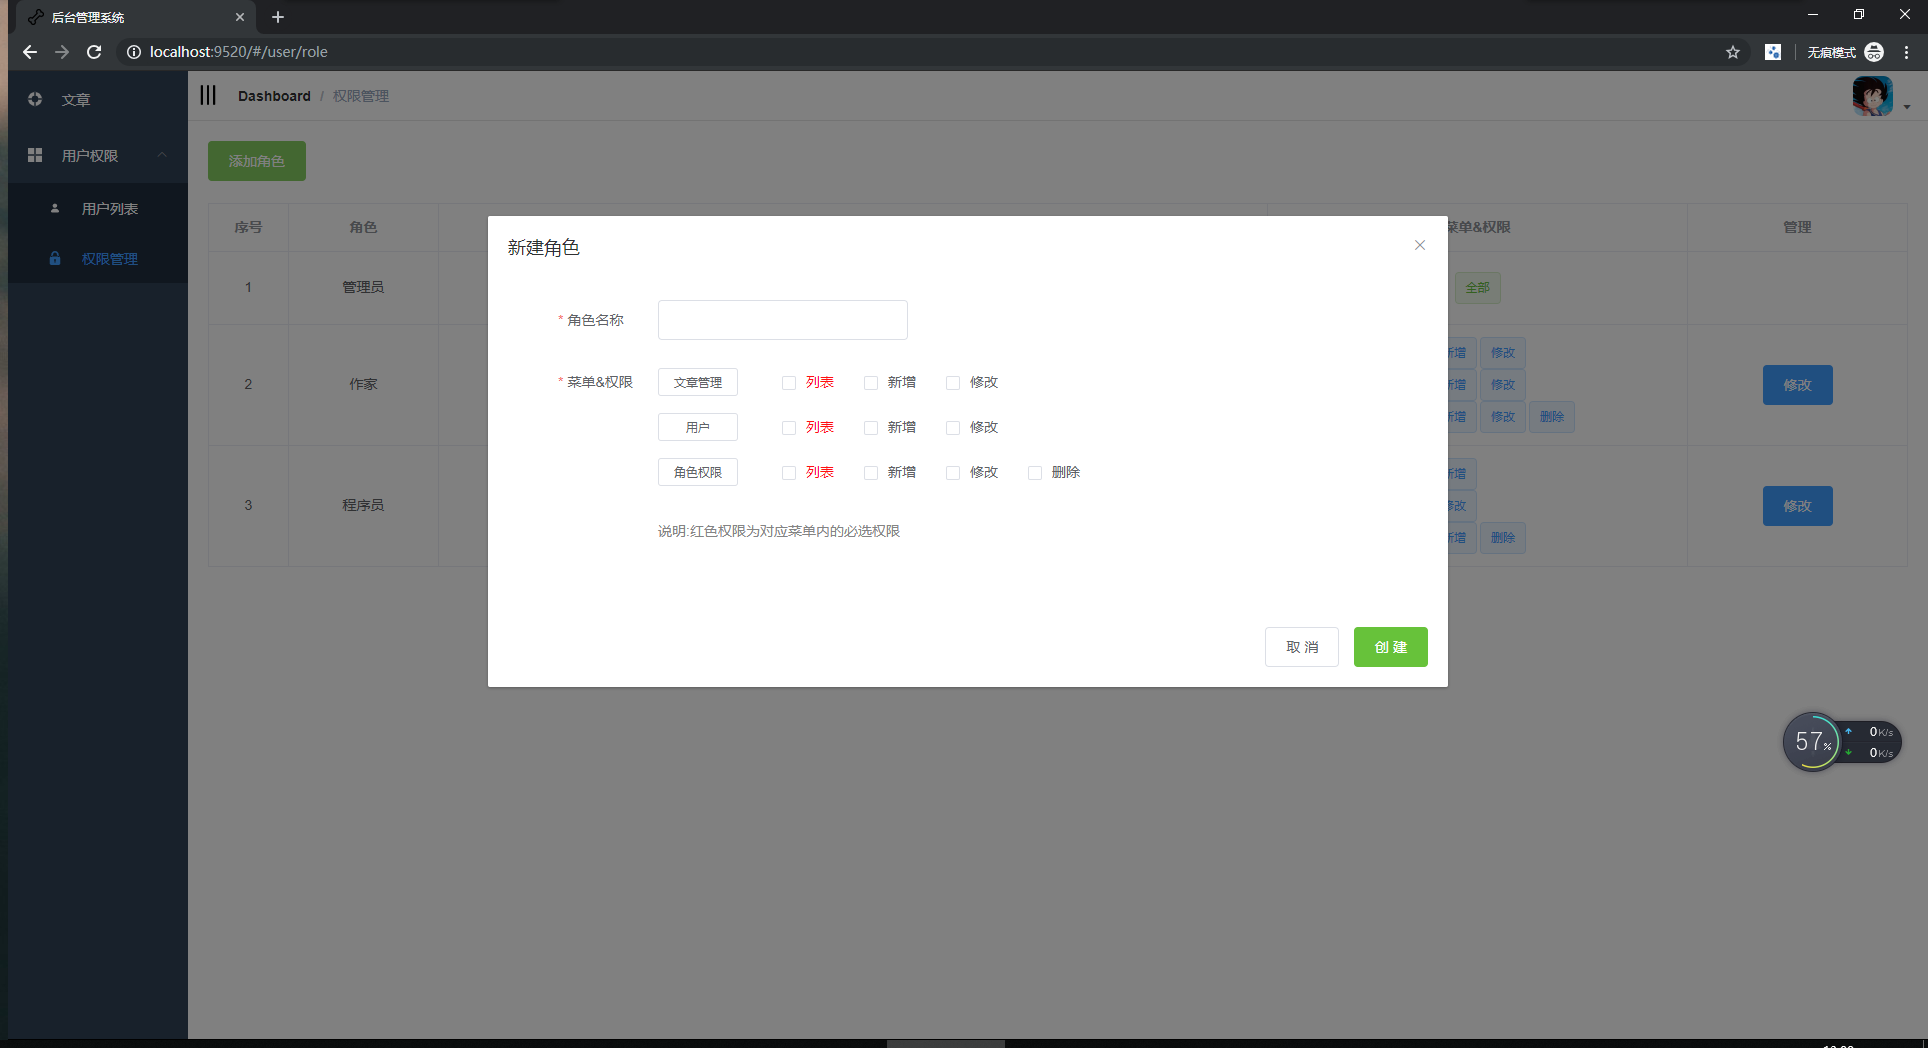 后台管理系统
localhost:9520/#/user/role
无痕模式
文章
用户权限
用户列表
权限管理
Dashboard / 权限管理
添加角色
序号 角色 菜单&权限 管理
1 管理员 全部
2 作家 新增 修改
新增 修改
新增 修改 删除
修改
3 程序员 新增
修改
新增 删除
修改
新建角色
* 角色名称
* 菜单&权限 文章管理 列表 新增 修改
用户 列表 新增 修改
角色权限 列表 新增 修改 删除
说明:红色权限为对应菜单内的必选权限
取 消 创 建
57%
0K/s
0K/s